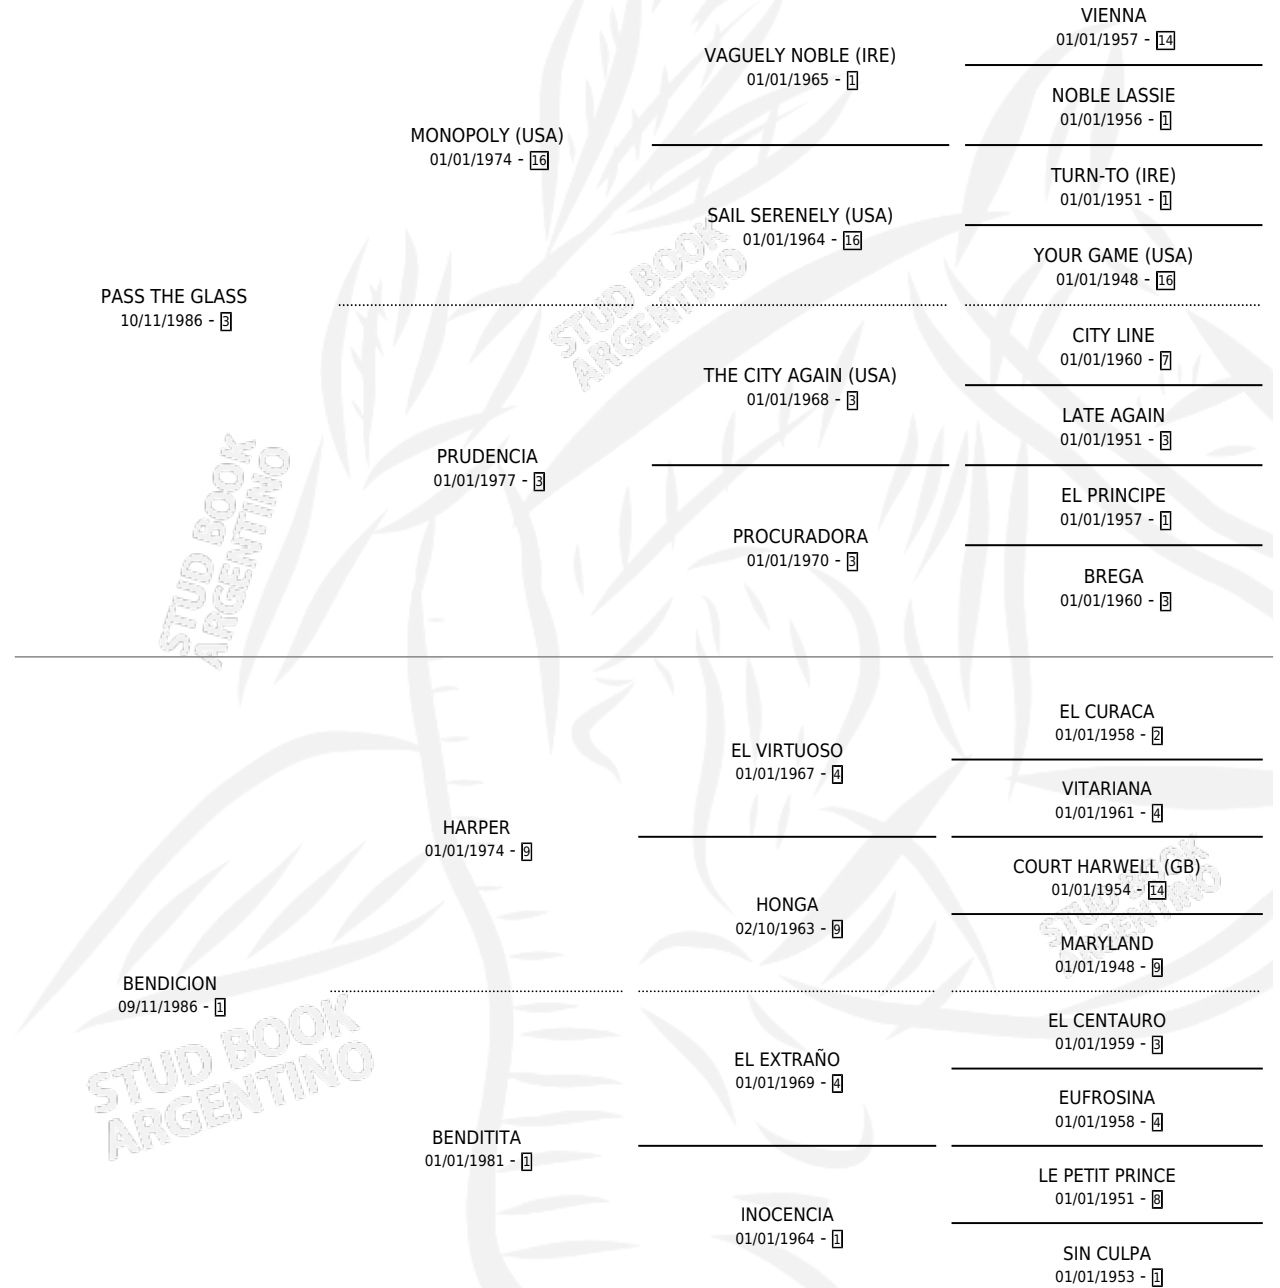 VIENNA
01/01/1957 - 14
VAGUELY NOBLE (IRE)
01/01/1965 - 1
NOBLE LASSIE
01/01/1956 - 1
MONOPOLY (USA)
01/01/1974 - 16
TURN-TO (IRE)
01/01/1951 - 1
SAIL SERENELY (USA)
01/01/1964 - 16
YOUR GAME (USA)
01/01/1948 - 16
PASS THE GLASS
10/11/1986 - 3
STUD BOOK
ARGENTINO
CITY LINE
01/01/1960 - 7
THE CITY AGAIN (USA)
01/01/1968 - 3
LATE AGAIN
01/01/1951 - 3
PRUDENCIA
01/01/1977 - 3
EL PRINCIPE
01/01/1957 - 1
PROCURADORA
01/01/1970 - 3
BREGA
01/01/1960 - 3
STUD BOOK
ARGENTINO
EL CURACA
01/01/1958 - 2
EL VIRTUOSO
01/01/1967 - 4
VITARIANA
01/01/1961 - 4
HARPER
01/01/1974 - 9
COURT HARWELL (GB)
01/01/1954 - 14
HONGA
02/10/1963 - 9
MARYLAND
01/01/1948 - 9
STUD BOOK
ARGENTINO
BENDICION
09/11/1986 - 1
EL CENTAURO
01/01/1959 - 3
EL EXTRAÑO
01/01/1969 - 4
EUFROSINA
01/01/1958 - 4
STUD BOOK
ARGENTINO
BENDITITA
01/01/1981 - 1
LE PETIT PRINCE
01/01/1951 - 8
INOCENCIA
01/01/1964 - 1
SIN CULPA
01/01/1953 - 1